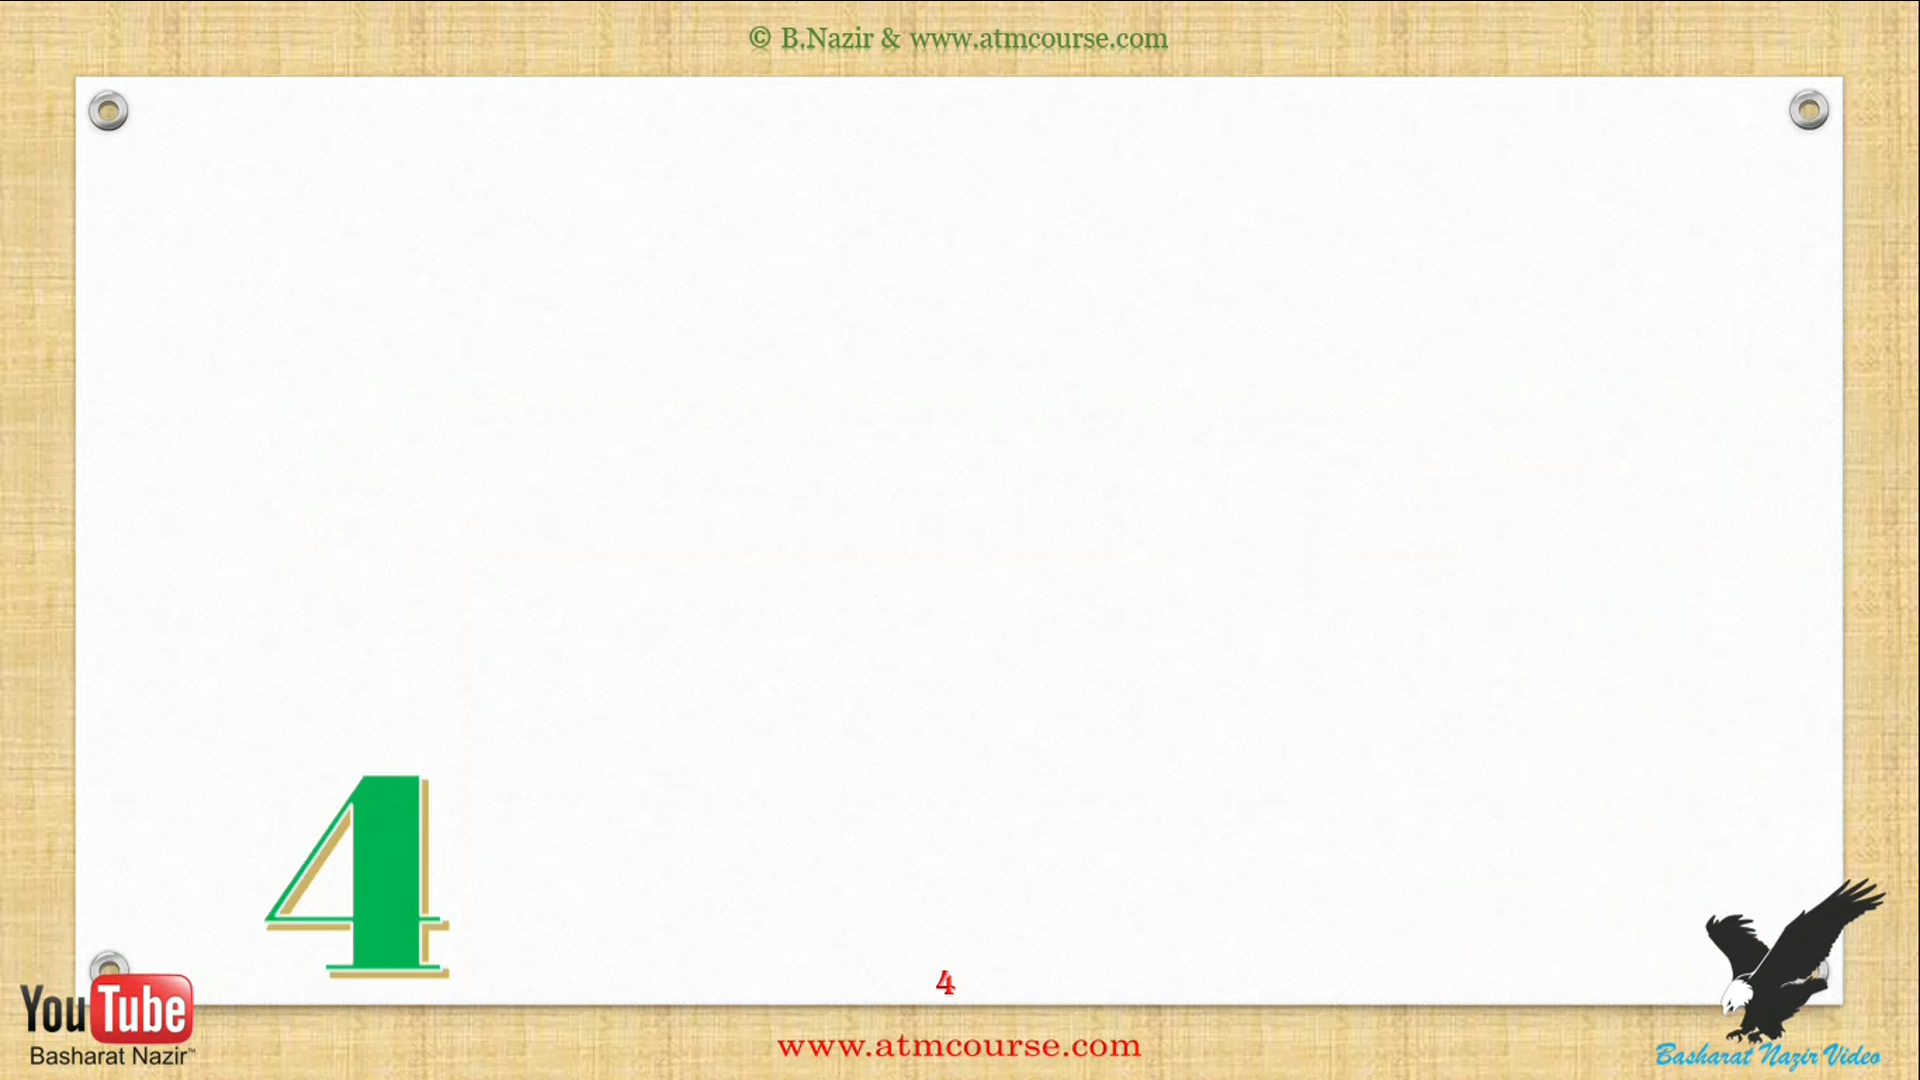 © B.Nazir & www.atmcourse.com
4
4
YouTube
Basharat Nazir™
www.atmcourse.com
Basharat Nazir Video